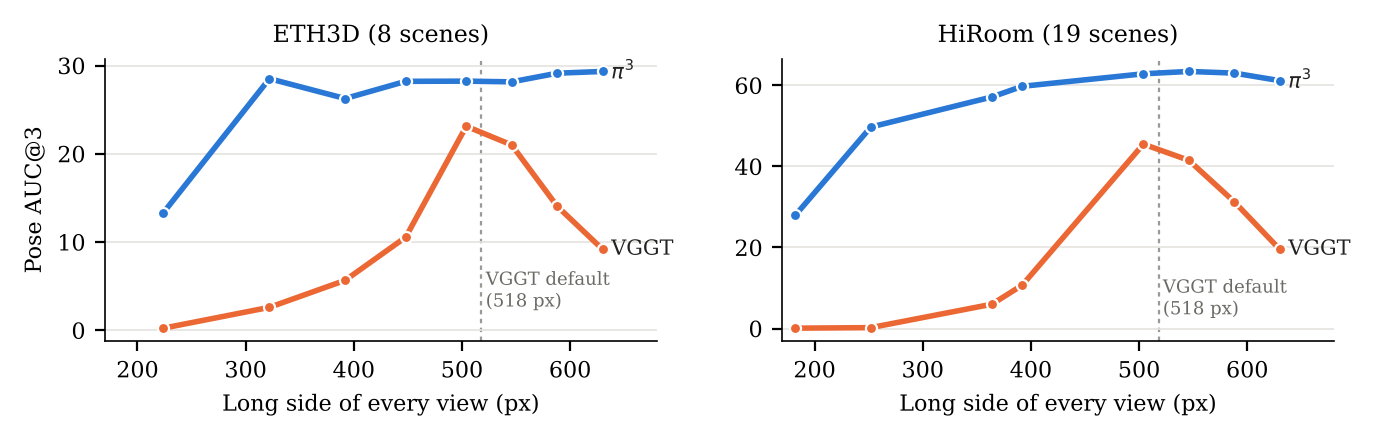 ETH3D (8 scenes)
30
20
10
0
Pose AUC@3
π³
VGGT
VGGT default
(518 px)
200 300 400 500 600
Long side of every view (px)
HiRoom (19 scenes)
60
40
20
0
π³
VGGT
VGGT default
(518 px)
200 300 400 500 600
Long side of every view (px)